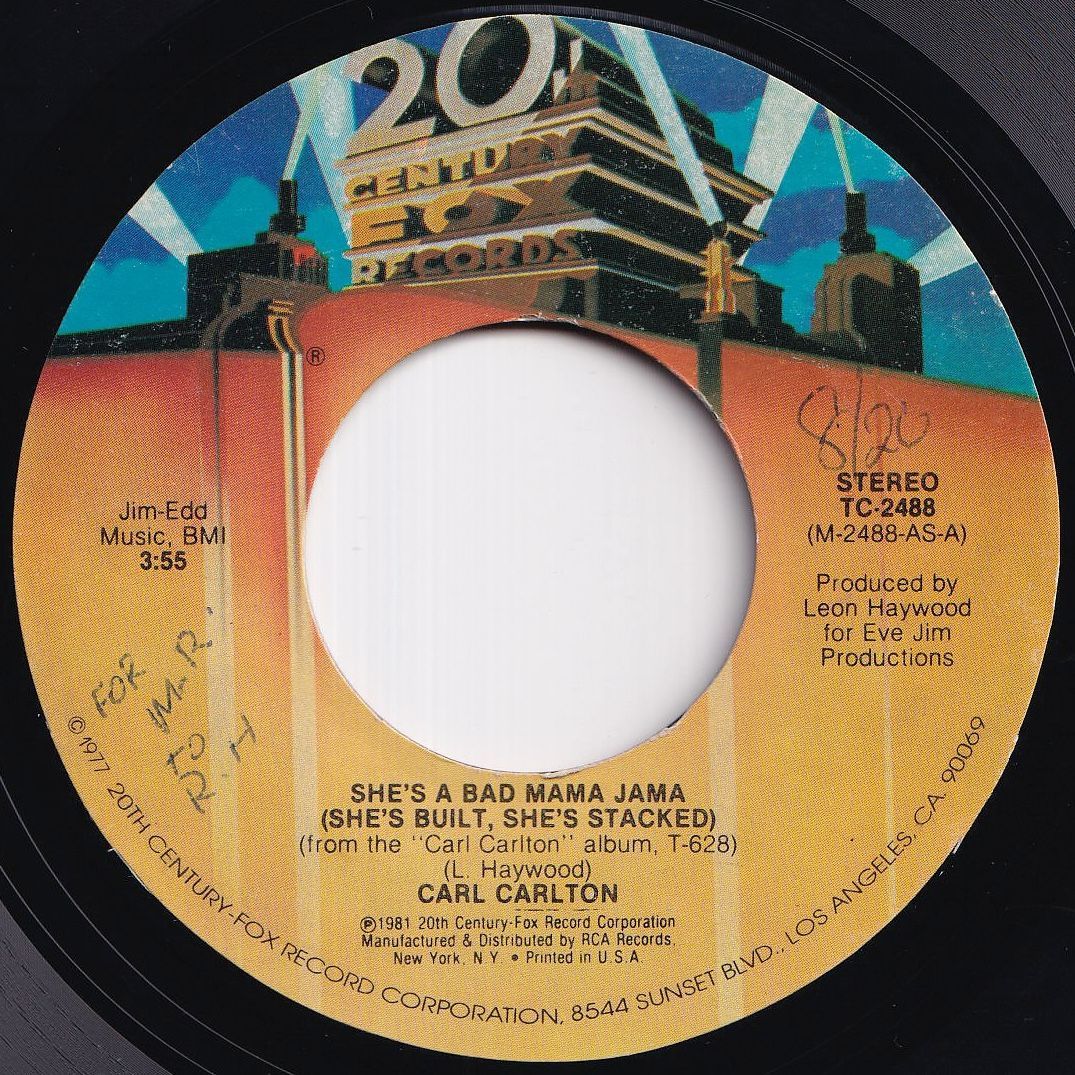 20th
CENTURY
FOX
RECORDS
®
8/20
STEREO
TC-2488
(M-2488-AS-A)
Jim-Edd
Music, BMI
3:55
Produced by
Leon Haywood
for Eve Jim
Productions
FOR
SHE'S A BAD MAMA JAMA
(SHE'S BUILT, SHE'S STACKED)
(from the "Carl Carlton" album, T-628)
(L. Haywood)
CARL CARLTON
℗1981 20th Century-Fox Record Corporation
Manufactured & Distributed by RCA Records,
New York, N.Y. • Printed in U.S.A.
©1977 20TH CENTURY-FOX RECORD CORPORATION, 8544 SUNSET BLVD., LOS ANGELES, CA. 90069